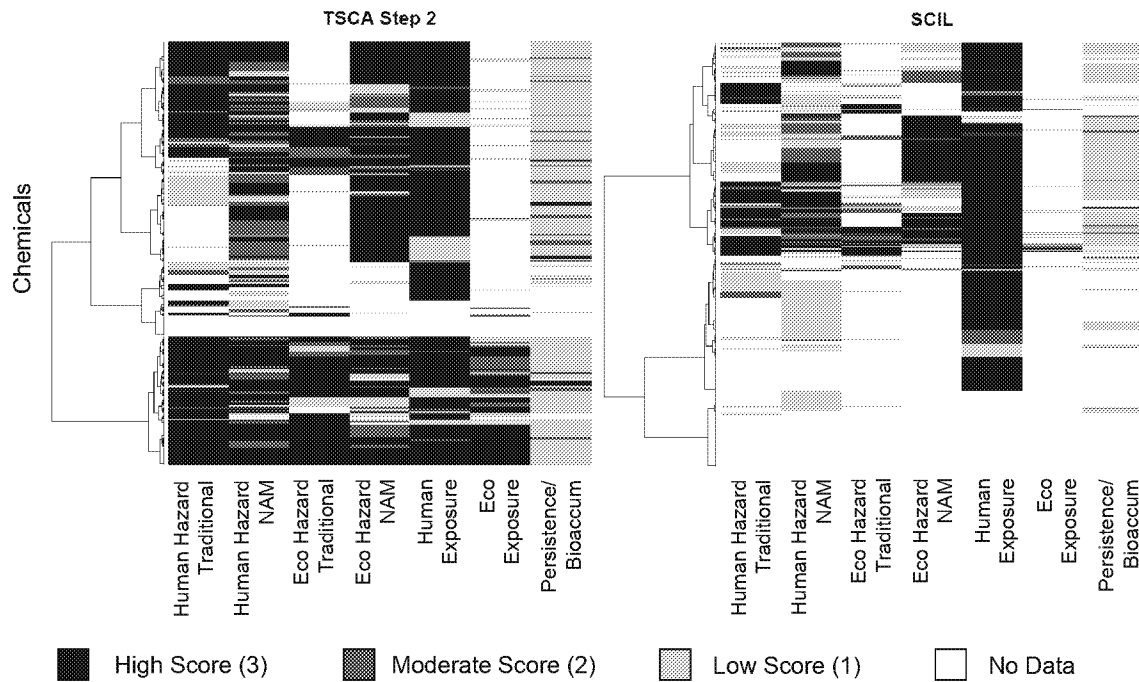 TSCA Step 2
SCIL
Chemicals
Human Hazard
Traditional
Human Hazard
NAM
Eco Hazard
Traditional
Eco Hazard
NAM
Human
Exposure
Eco
Exposure
Persistence/
Bioaccum
Human Hazard
Traditional
Human Hazard
NAM
Eco Hazard
Traditional
Eco Hazard
NAM
Human
Exposure
Eco
Exposure
Persistence/
Bioaccum
High Score (3)
Moderate Score (2)
Low Score (1)
No Data